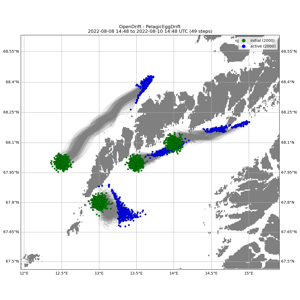 OpenDrift - PelagicEggDrift
2022-08-08 14:48 to 2022-08-10 14:48 UTC (49 steps)
initial (2000)
active (2000)
68.55°N 68.55°N
68.4°N 68.4°N
68.25°N 68.25°N
68.1°N 68.1°N
67.95°N 67.95°N
67.8°N 67.8°N
67.65°N 67.65°N
67.5°N 67.5°N
12°E 12.5°E 13°E 13.5°E 14°E 14.5°E 15°E